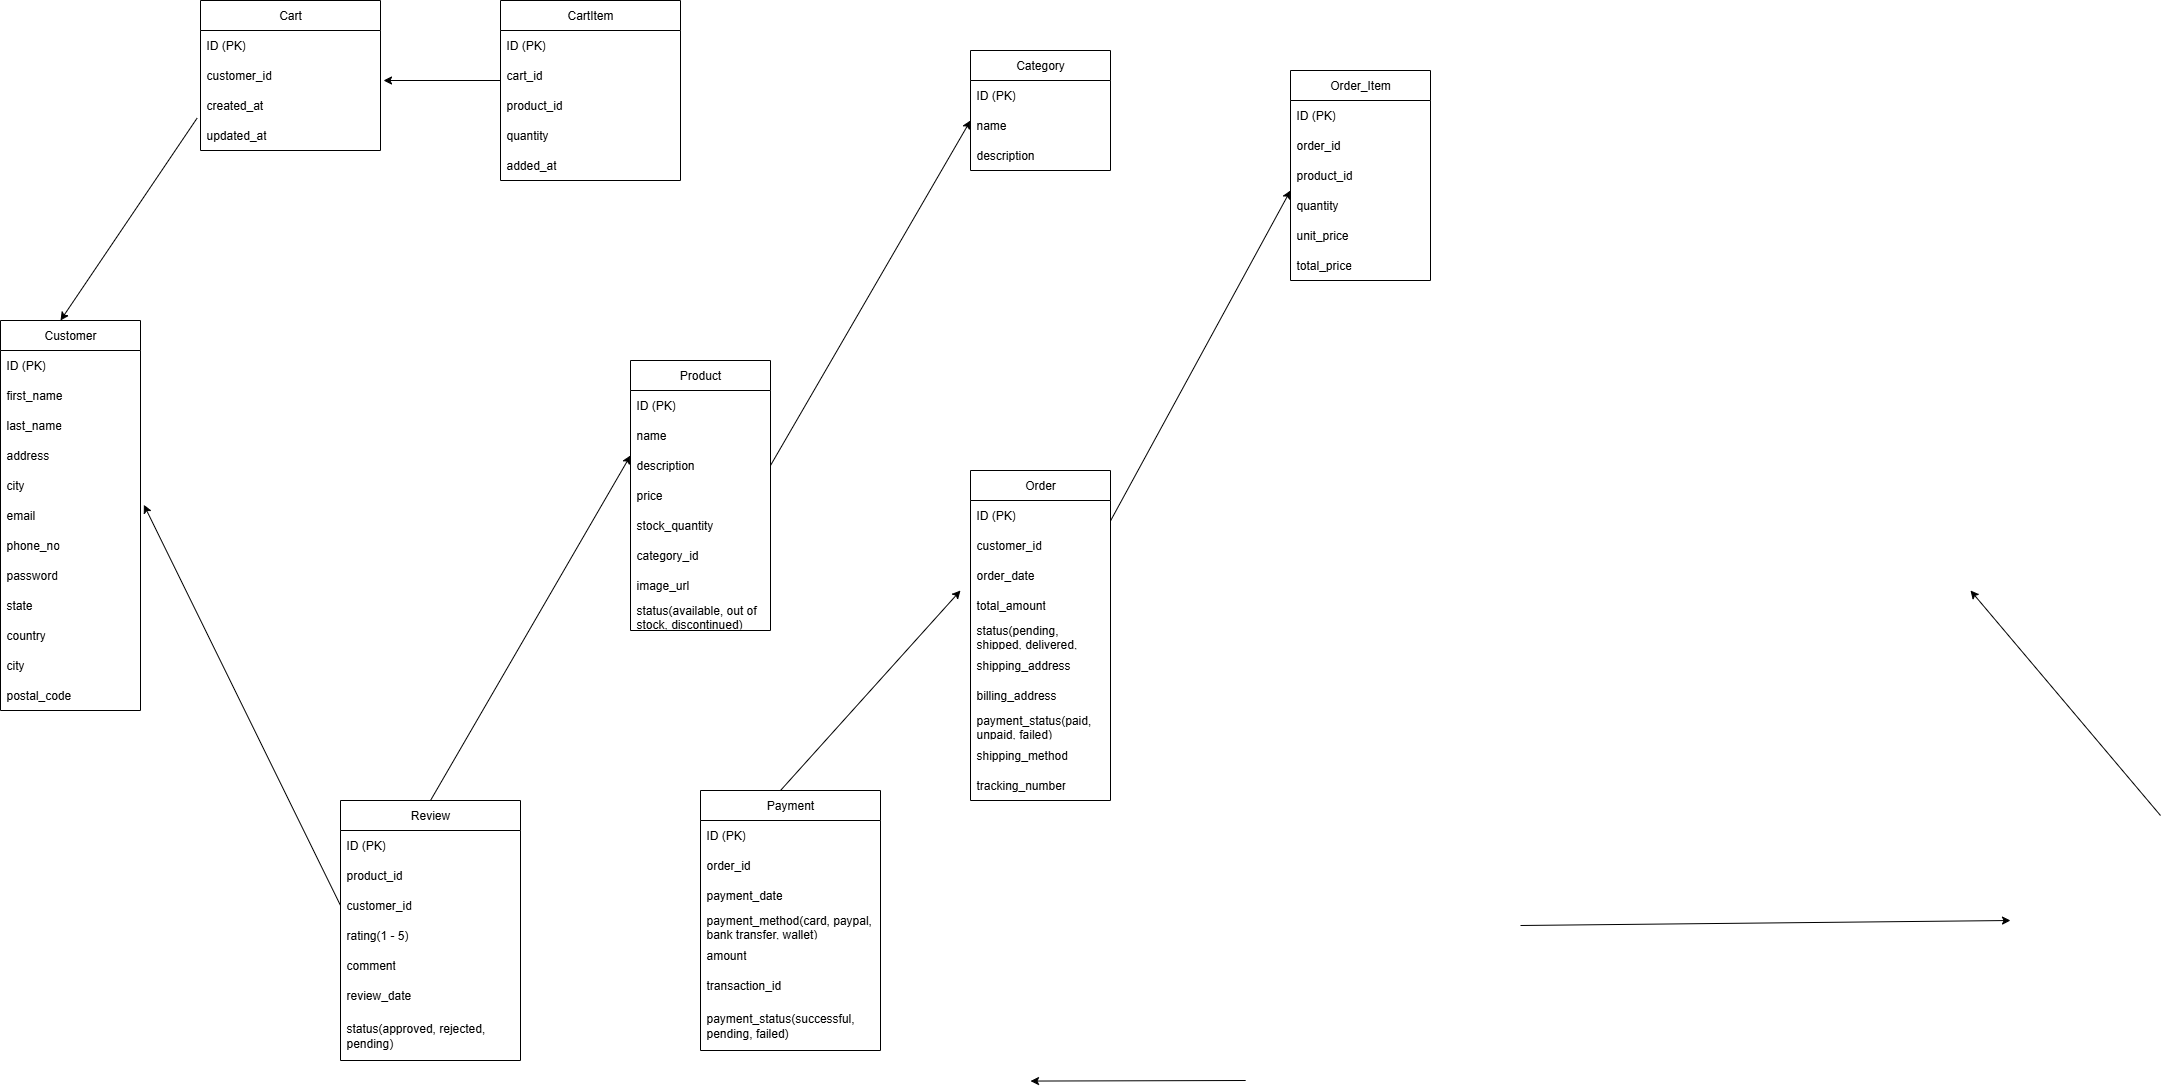 Cart
ID (PK)
customer_id
created_at
updated_at
CartItem
ID (PK)
cart_id
product_id
quantity
added_at
Category
ID (PK)
name
description
Order_Item
ID (PK)
order_id
product_id
quantity
unit_price
total_price
Customer
ID (PK)
first_name
last_name
address
city
email
phone_no
password
state
country
city
postal_code
Product
ID (PK)
name
description
price
stock_quantity
category_id
image_url
status(available, out of
stock, discontinued)
Order
ID (PK)
customer_id
order_date
total_amount
status(pending,
shipped, delivered,
shipping_address
billing_address
payment_status(paid,
unpaid, failed)
shipping_method
tracking_number
Review
ID (PK)
product_id
customer_id
rating(1 - 5)
comment
review_date
status(approved, rejected,
pending)
Payment
ID (PK)
order_id
payment_date
payment_method(card, paypal,
bank transfer, wallet)
amount
transaction_id
payment_status(successful,
pending, failed)